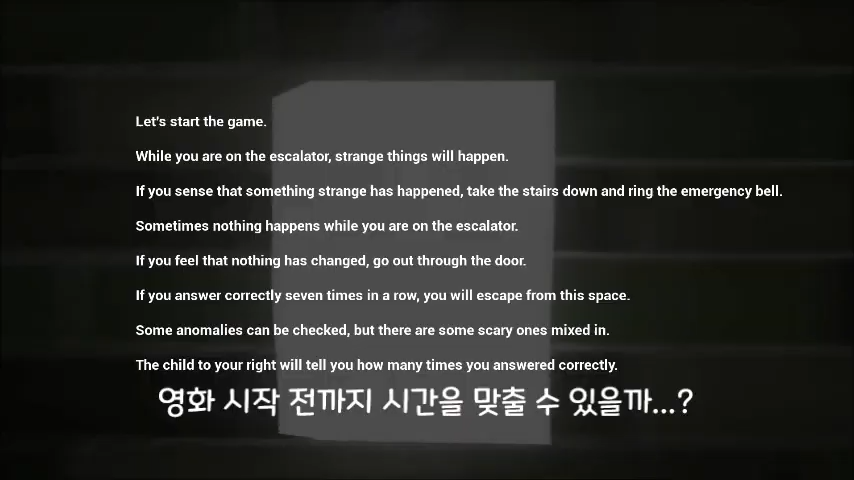 Let's start the game.
While you are on the escalator, strange things will happen.
If you sense that something strange has happened, take the stairs down and ring the emergency bell.
Sometimes nothing happens while you are on the escalator.
If you feel that nothing has changed, go out through the door.
If you answer correctly seven times in a row, you will escape from this space.
Some anomalies can be checked, but there are some scary ones mixed in.
The child to your right will tell you how many times you answered correctly.
영화 시작 전까지 시간을 맞출 수 있을까...?